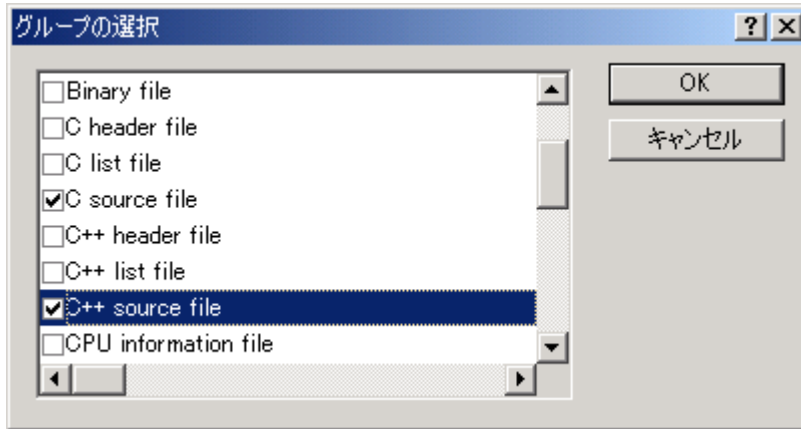 グループの選択
Binary file
C header file
C list file
C source file
C++ header file
C++ list file
C++ source file
CPU information file
OK
キャンセル